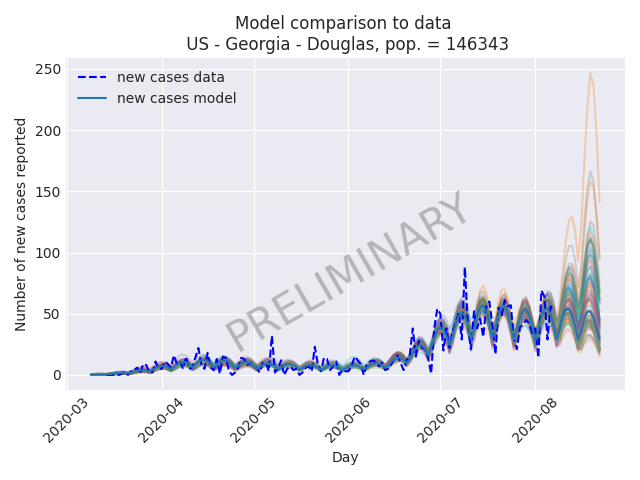 Model comparison to data
US - Georgia - Douglas, pop. = 146343
new cases data
new cases model
Number of new cases reported
250
200
150
100
50
0
PRELIMINARY
2020-03
2020-04
2020-05
2020-06
2020-07
2020-08
Day